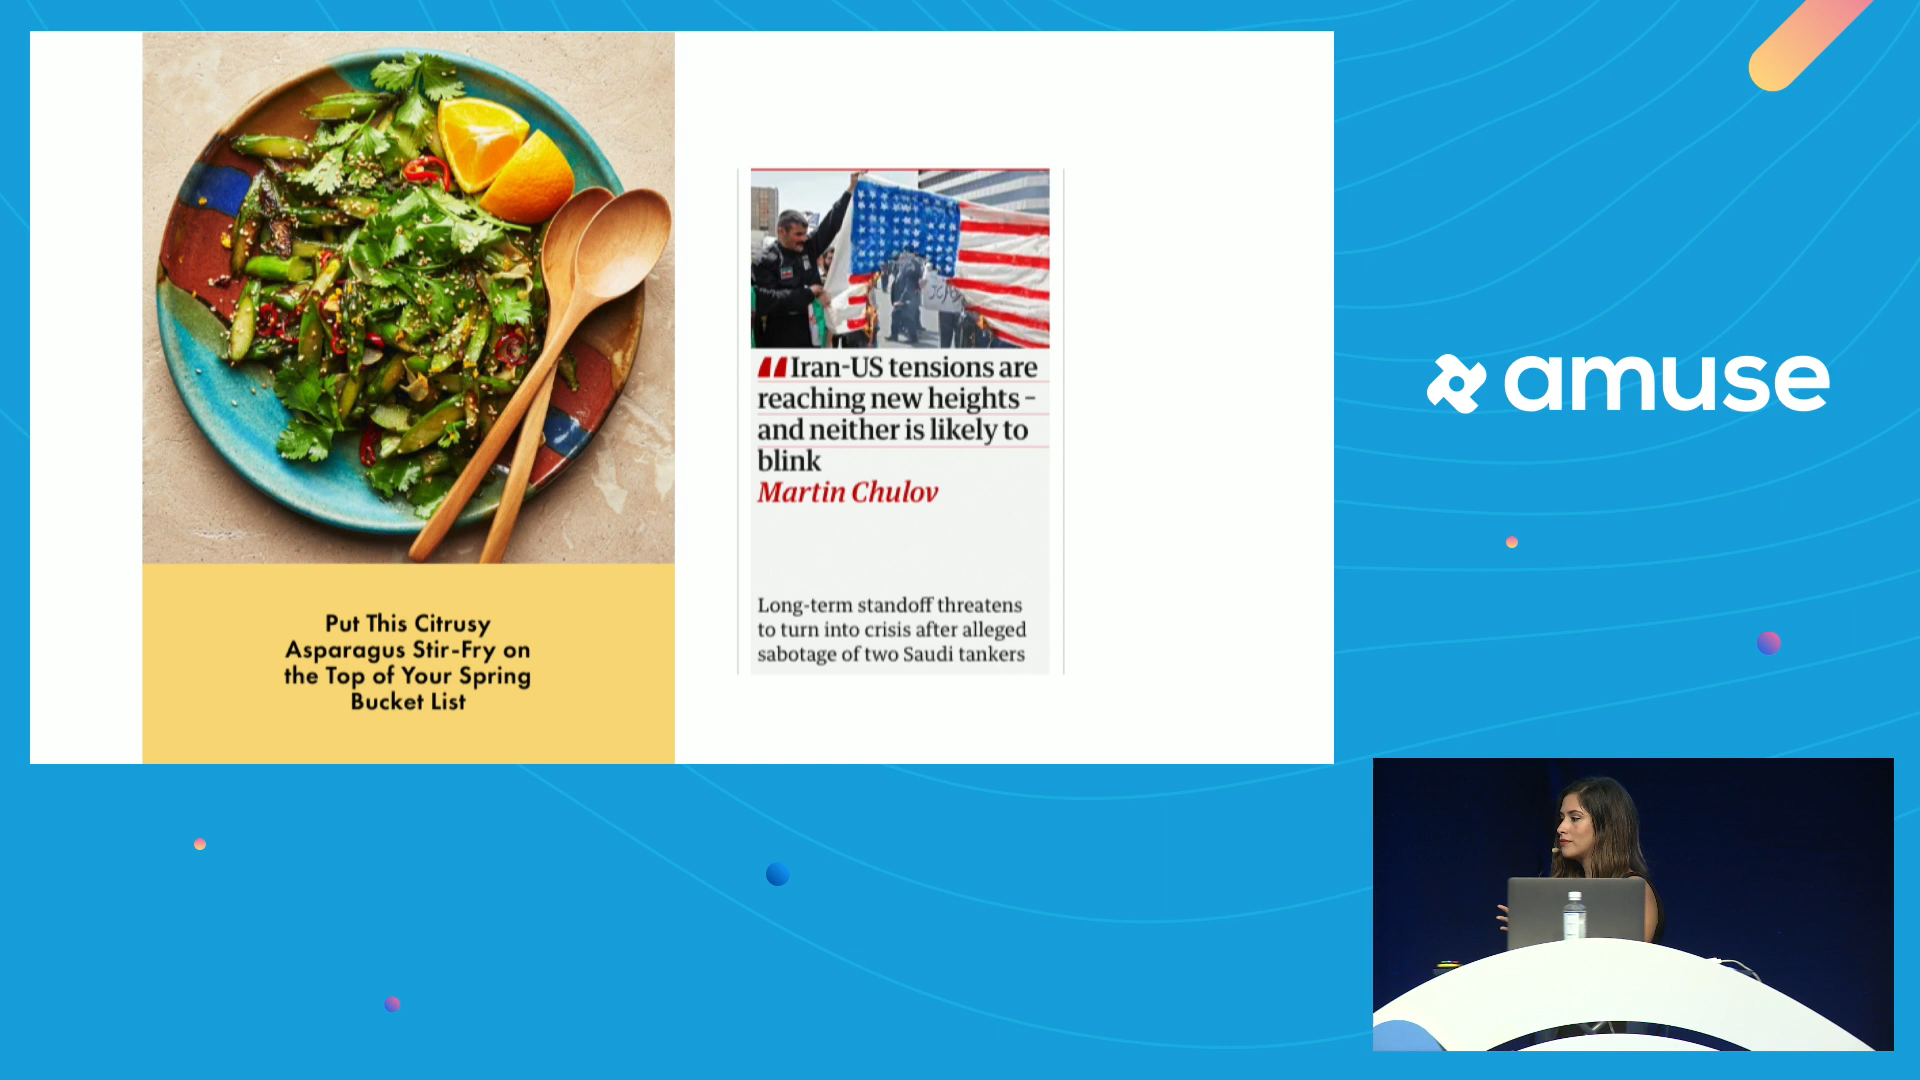 Put This Citrusy
Asparagus Stir-Fry on
the Top of Your Spring
Bucket List
“Iran-US tensions are
reaching new heights –
and neither is likely to
blink
Martin Chulov
Long-term standoff threatens
to turn into crisis after alleged
sabotage of two Saudi tankers
amuse